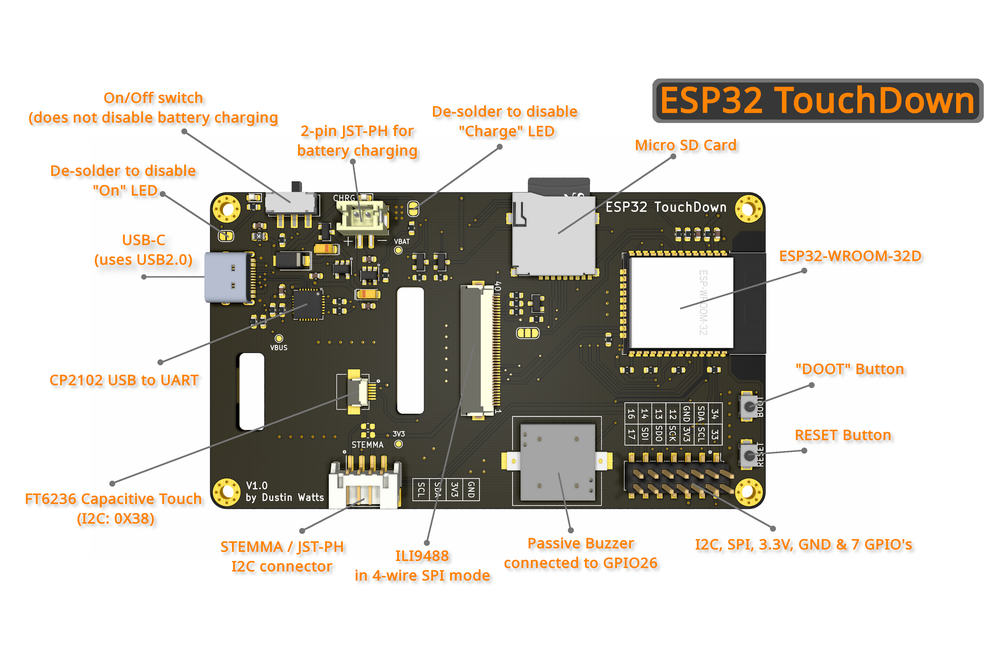 ESP32 TouchDown
On/Off switch
(does not disable battery charging
2-pin JST-PH for
battery charging
De-solder to disable
"Charge" LED
Micro SD Card
De-solder to disable
"On" LED
USB-C
(uses USB2.0)
ESP32-WROOM-32D
CP2102 USB to UART
"DOOT" Button
RESET Button
FT6236 Capacitive Touch
(I2C: 0X38)
STEMMA / JST-PH
I2C connector
ILI9488
in 4-wire SPI mode
Passive Buzzer
connected to GPIO26
I2C, SPI, 3.3V, GND & 7 GPIO's
CHRG
ESP32 TouchDown
VBAT
40
ESP-WROOM-32
VBUS
1
BOOT
RESET
3V3
STEMMA
V1.0
by Dustin Watts
SCL
SDA
3V3
GND
16 14 13 12 GND SDA 34
17 SDI SDO SCK 3V3 SCL 33